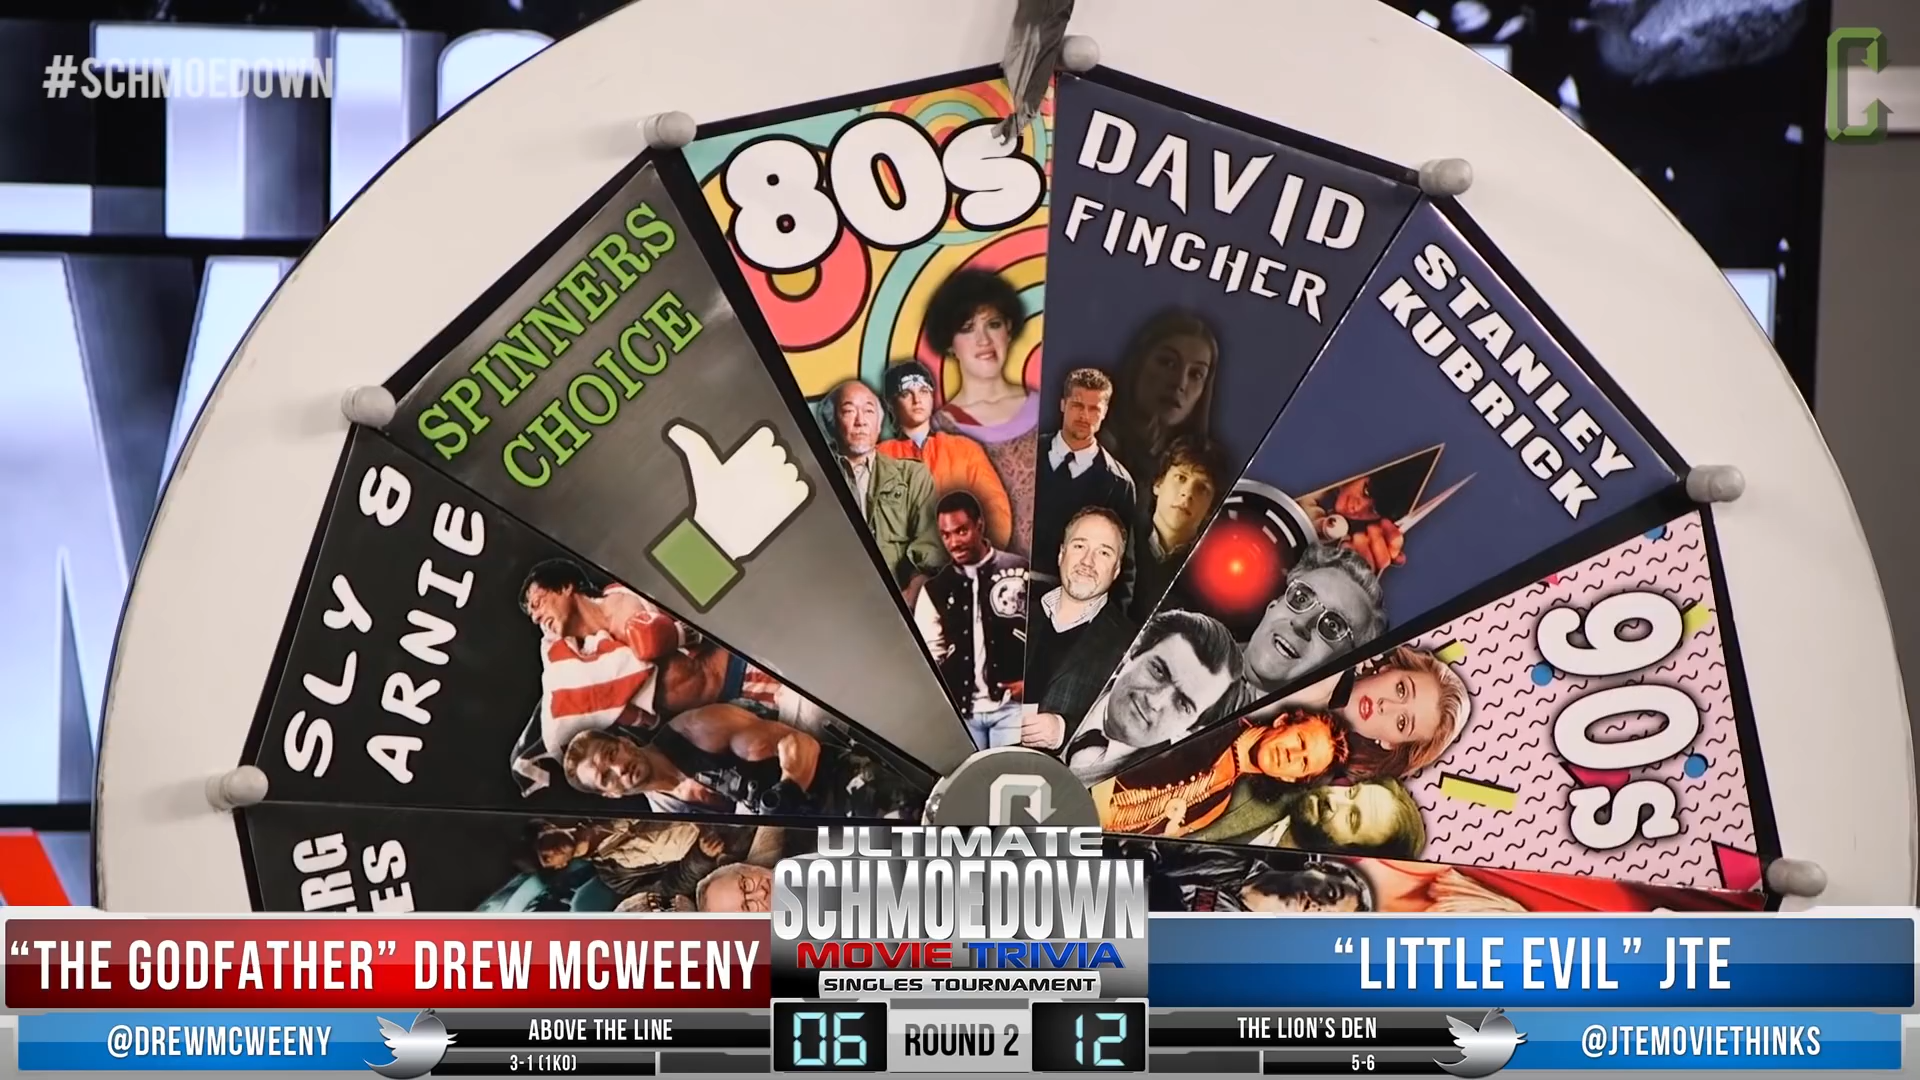 #SCHMOEDOWN
80s
DAVID
FINCHER
STANLEY
KUBRICK
SPINNERS
CHOICE
SLY &
ARNIE
90s
ULTIMATE
SCHMOEDOWN
MOVIE TRIVIA
SINGLES TOURNAMENT
“THE GODFATHER” DREW MCWEENY
“LITTLE EVIL” JTE
@DREWMCWEENY
ABOVE THE LINE
3-1 (1KO)
06
ROUND 2
12
THE LION'S DEN
5-6
@JTEMOVIETHINKS